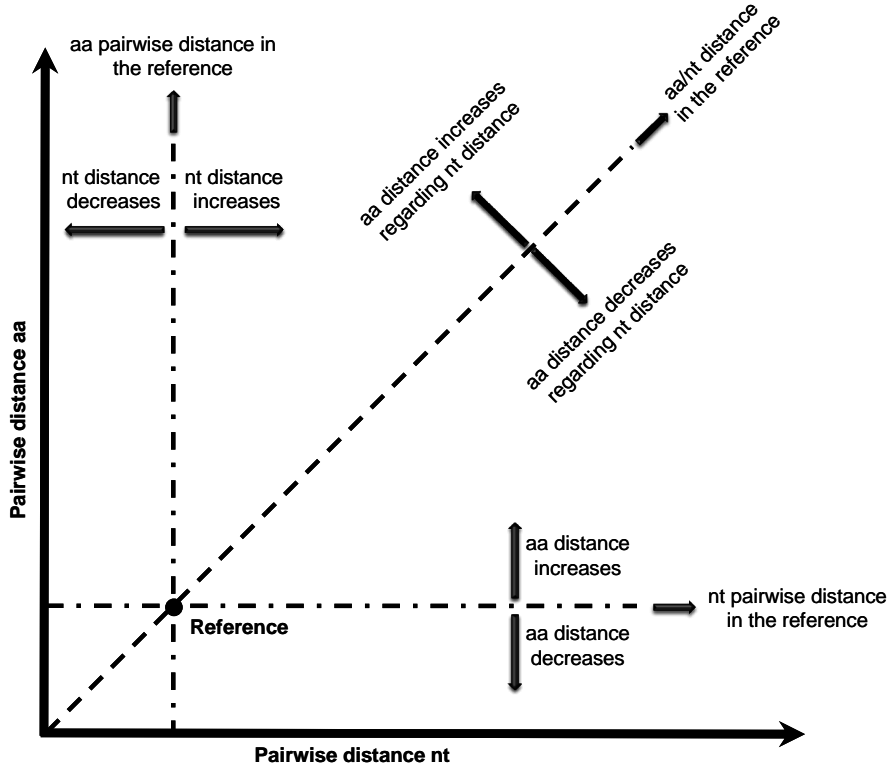 aa pairwise distance in
the reference
nt distance
decreases
nt distance
increases
aa distance increases
regarding nt distance
aa/nt distance
in the reference
aa distance decreases
regarding nt distance
Pairwise distance aa
aa distance
increases
nt pairwise distance
in the reference
Reference
aa distance
decreases
Pairwise distance nt